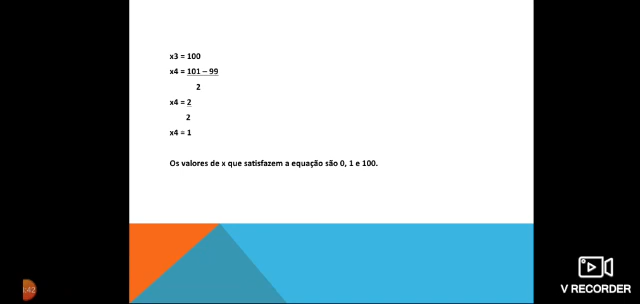 x3 = 100
x4 = 101 – 99
2
x4 = 2
2
x4 = 1
Os valores de x que satisfazem a equação são 0, 1 e 100.
:42
V RECORDER